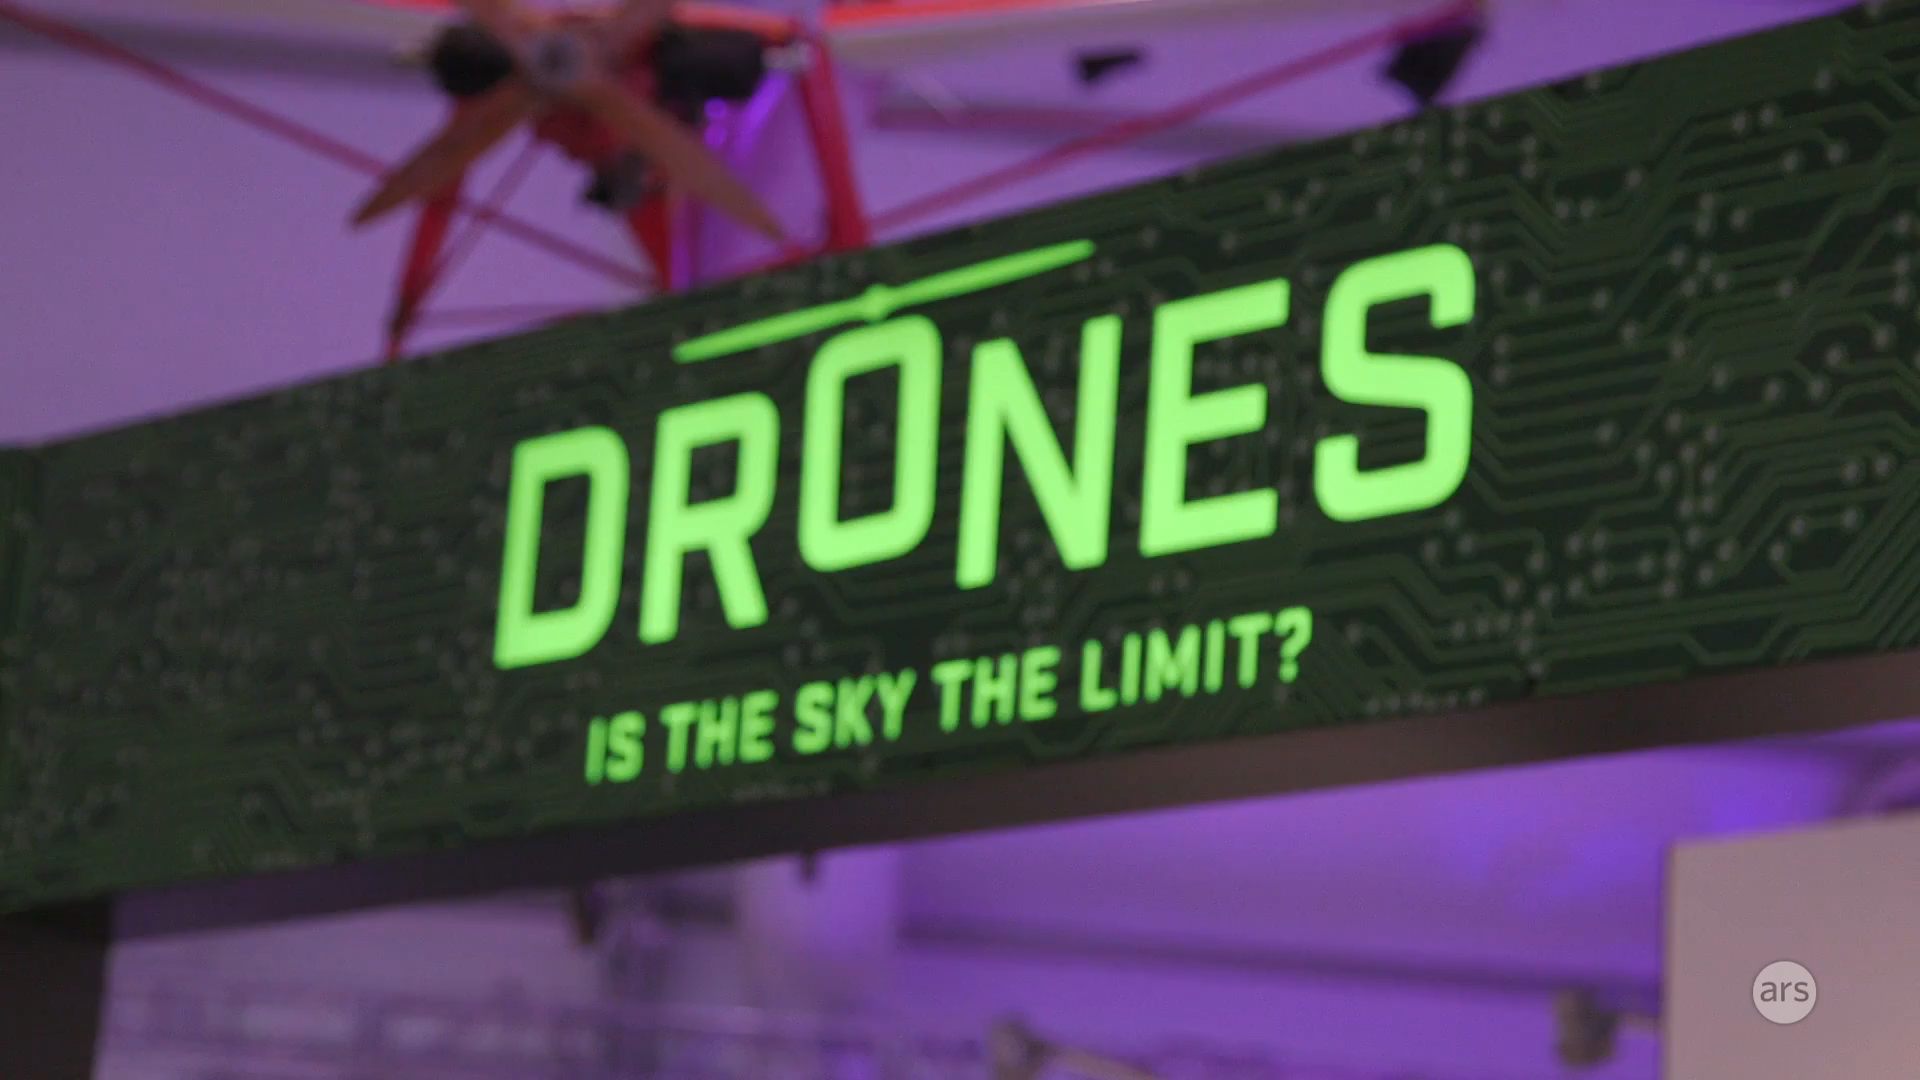 DRONES
IS THE SKY THE LIMIT?
ars